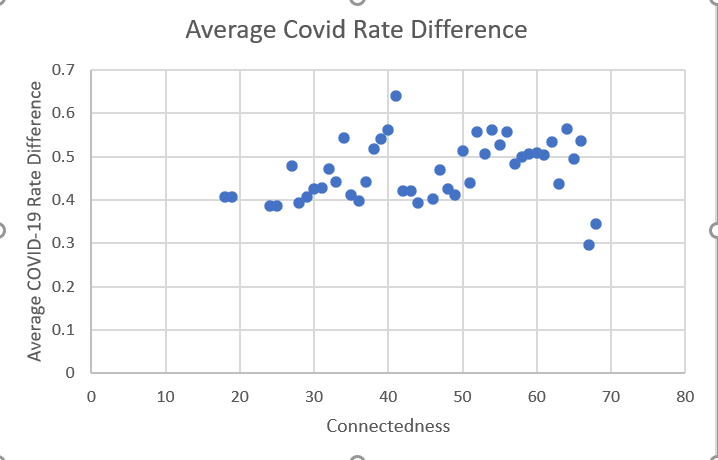 Average Covid Rate Difference
Average COVID-19 Rate Difference
0.7
0.6
0.5
0.4
0.3
0.2
0.1
0
0 10 20 30 40 50 60 70 80
Connectedness